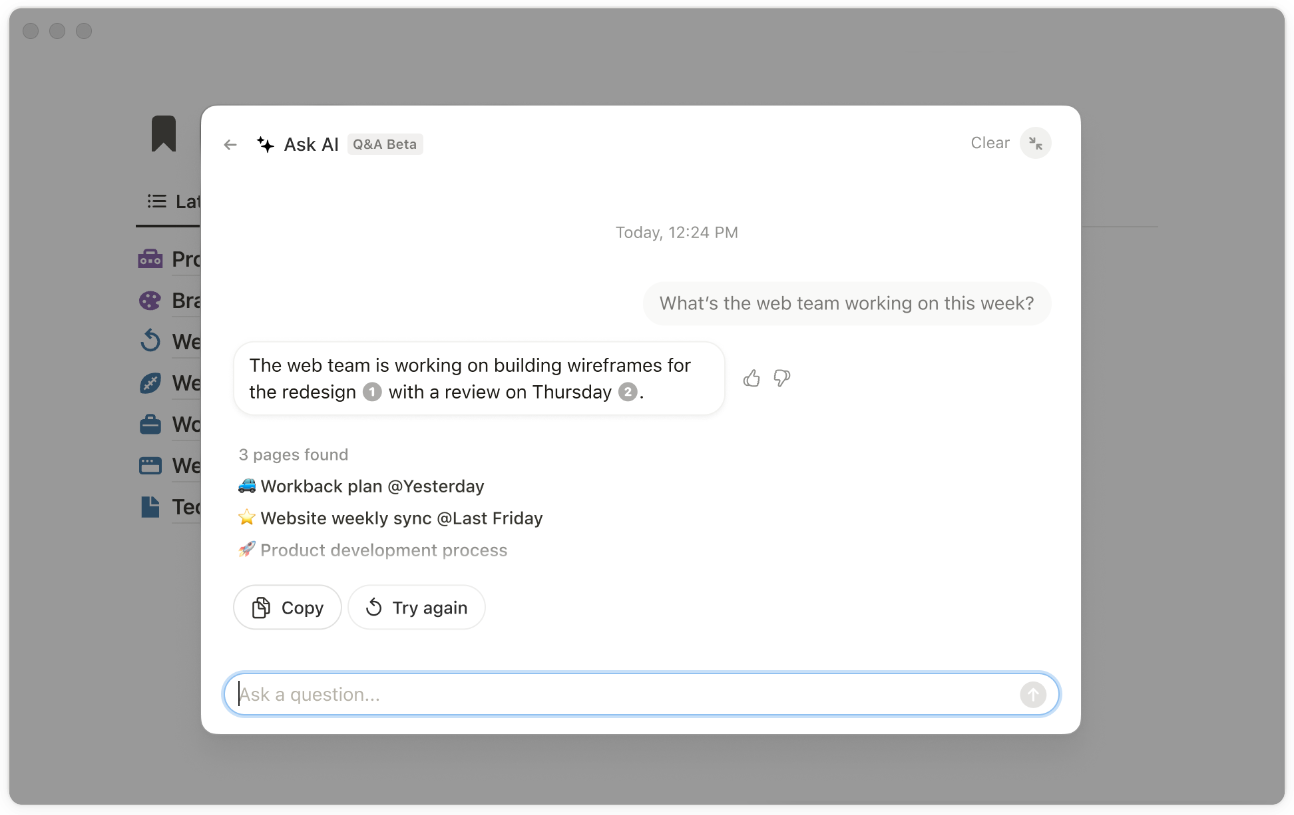 Ask AI Q&A Beta
Clear
Today, 12:24 PM
What‘s the web team working on this week?
The web team is working on building wireframes for
the redesign 1 with a review on Thursday 2.
3 pages found
Workback plan @Yesterday
Website weekly sync @Last Friday
Product development process
Copy
Try again
Ask a question...
Lat
Pro
Bra
We
We
Wo
We
Tec